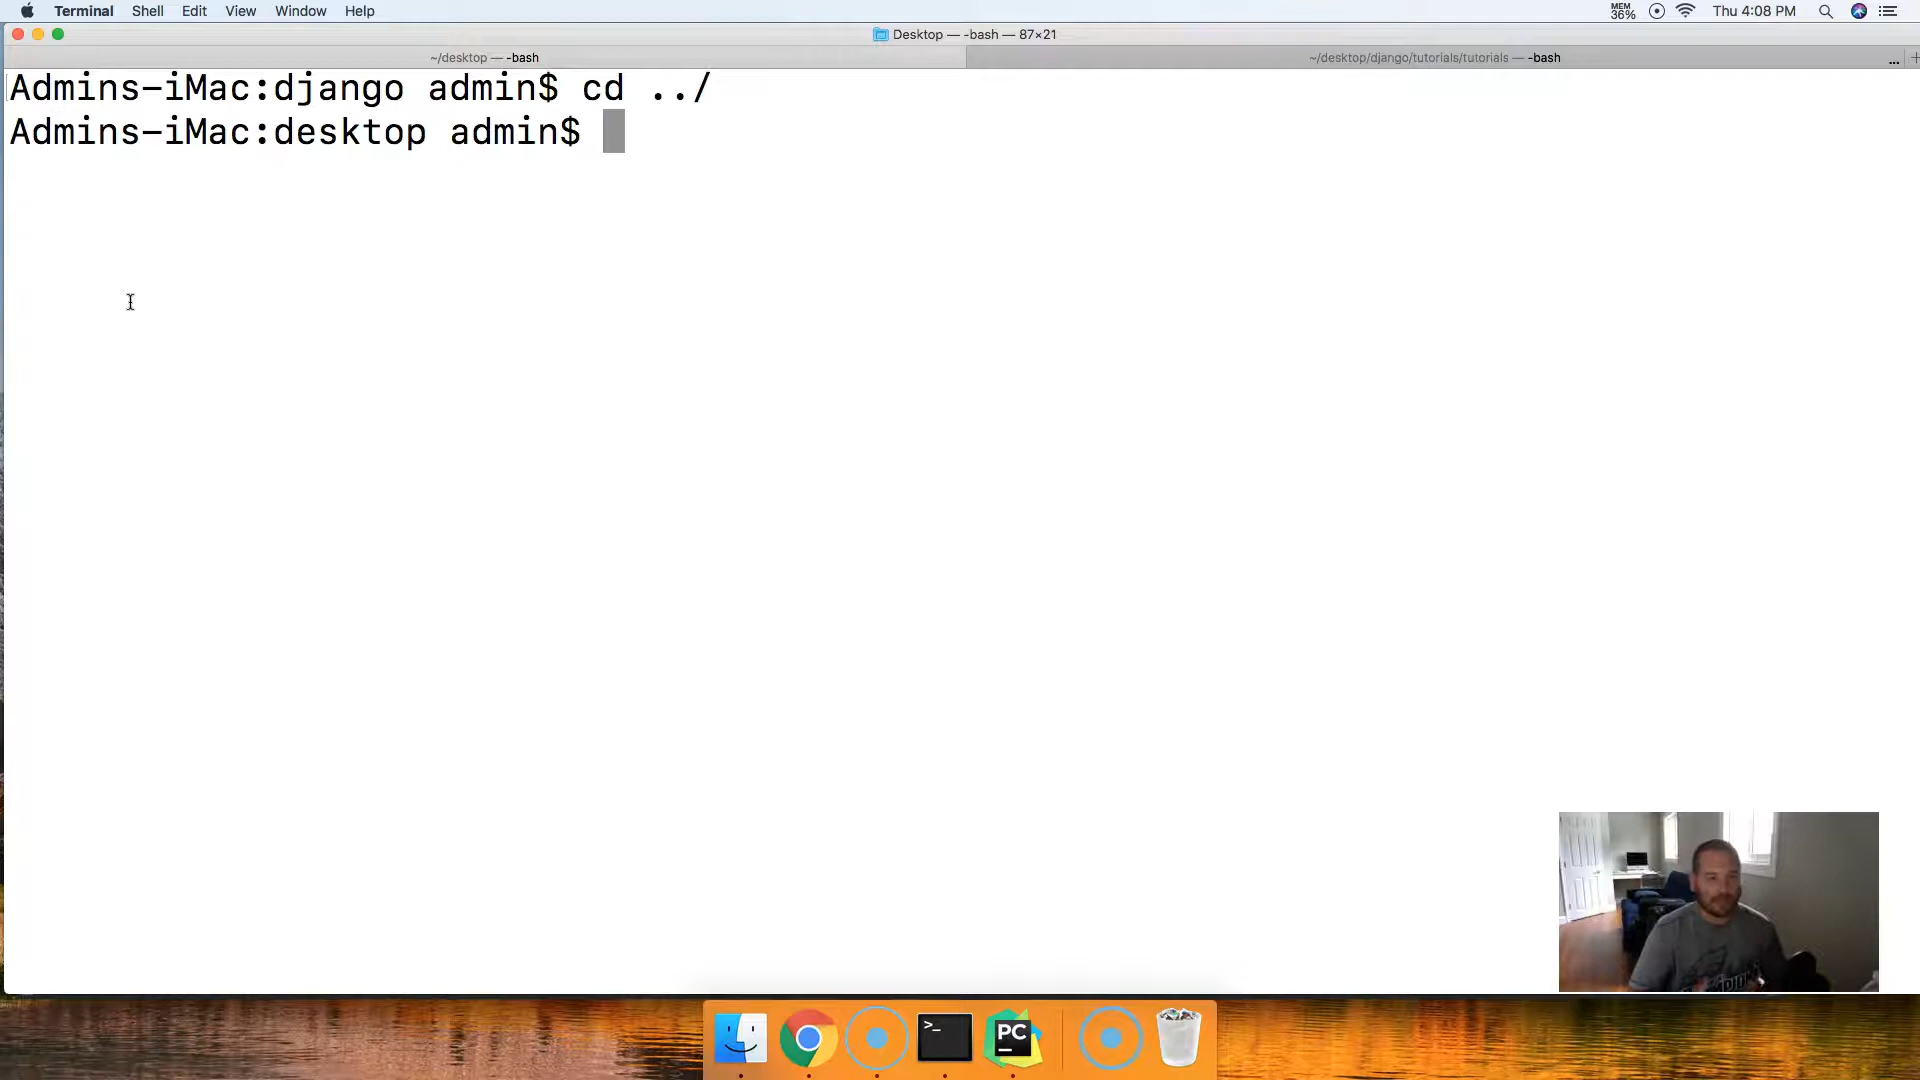 Terminal Shell Edit View Window Help MEM 36% Thu 4:08 PM
Desktop — -bash — 87×21
~/desktop — -bash ~/desktop/django/tutorials/tutorials — -bash ... +
Admins-iMac:django admin$ cd ../
Admins-iMac:desktop admin$
>_ PC